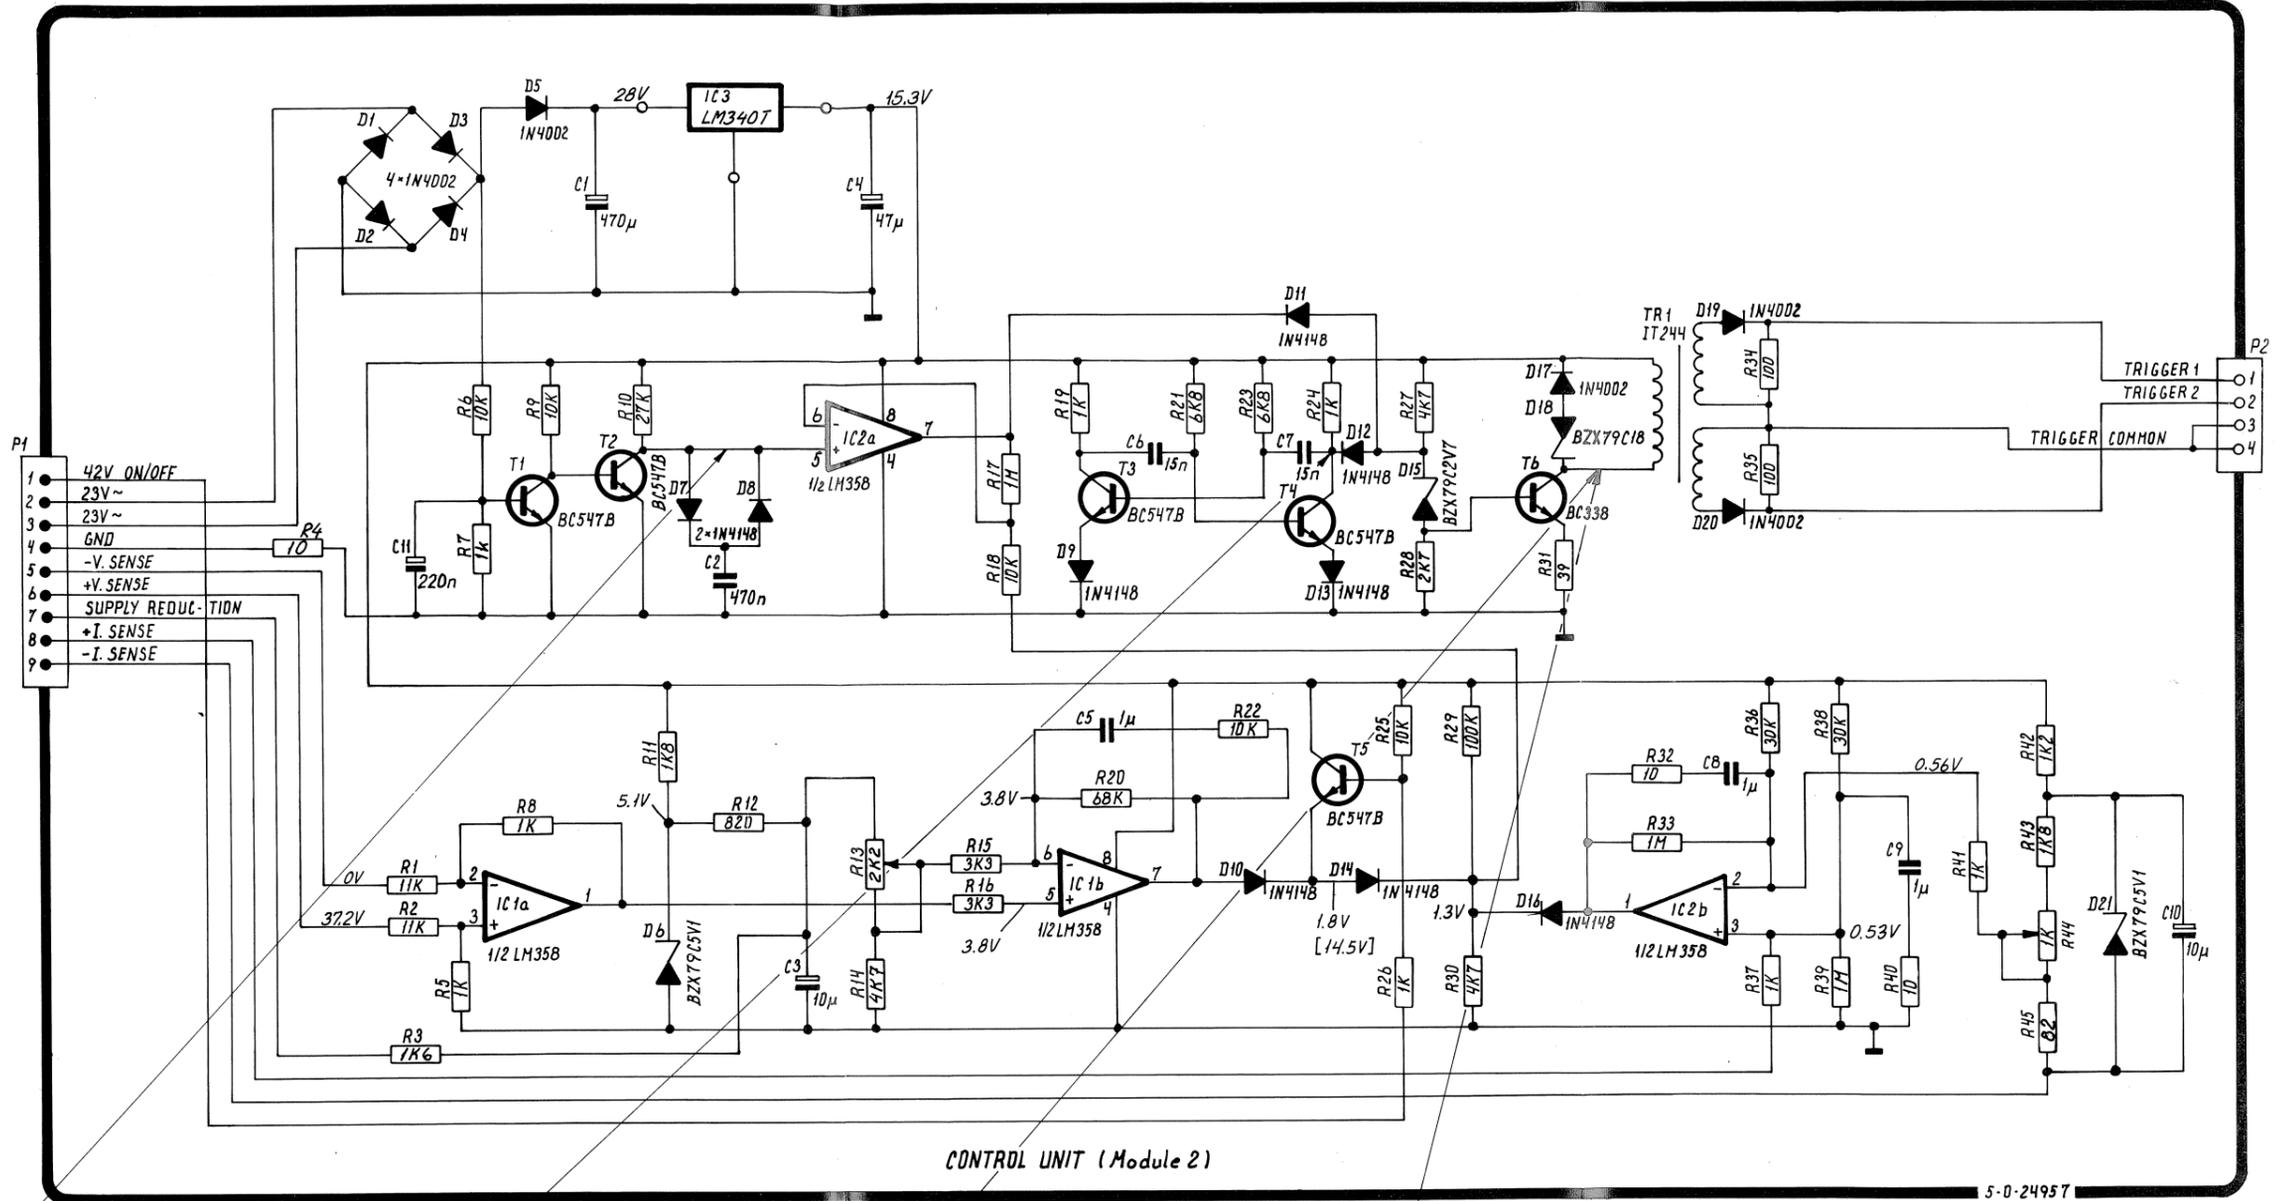 D5
1N4002
28V
IC3
LM340T
15.3V
D1
D3
4×1N4002
D2
D4
C1
470µ
C4
47µ
D11
1N4148
TR1
IT244
D19
1N4002
R34
100
P2
TRIGGER 1
1
TRIGGER 2
2
3
TRIGGER COMMON
4
R35
100
D20
1N4002
R6
10K
R9
10K
R10
27K
6
-
8
IC2a
7
+
5
4
1/2 LM358
R19
1K
R21
6K8
R23
6K8
R24
1K
R27
4K7
D17
1N4002
D18
BZX79C18
C6
15n
C7
15n
D12
1N4148
D15
BZX79C2V7
T6
BC338
P1
1
42V ON/OFF
2
23V~
3
23V~
4
GND
5
-V. SENSE
6
+V. SENSE
7
SUPPLY REDUC-TION
8
+I. SENSE
9
-I. SENSE
R4
10
T1
BC547B
T2
BC547B
D7
D8
2×1N4148
R17
1M
T3
BC547B
T4
BC547B
C11
220n
R7
1k
C2
470n
R18
10K
D9
1N4148
D13
1N4148
R28
2K7
R31
39
R11
1K8
C5
1µ
R22
10K
T5
BC547B
R25
10K
R29
100K
R36
30K
R38
30K
R42
1K2
R32
10
C8
1µ
0.56V
5.1V
R12
820
3.8V
R20
68K
R8
1K
R33
1M
R43
1K8
R13
2K2
R15
3K3
R16
3K3
6
-
8
IC1b
7
+
5
4
1/2 LM358
3.8V
D10
1N4148
D14
1N4148
1.8V
[14.5V]
1.3V
D16
1N4148
1
IC2b
-
2
+
3
1/2 LM358
0.53V
C9
1µ
R41
1K
0V
R1
11K
37.2V
R2
11K
2
-
IC1a
1
+
3
1/2 LM358
D6
BZX79C5V1
R44
1K
D21
BZX79C5V1
C10
10µ
R5
1K
C3
10µ
R14
4K7
R26
1K
R30
4K7
R37
1K
R39
1M
R40
10
R45
82
R3
1K6
CONTROL UNIT (Module 2)
5-0-24957